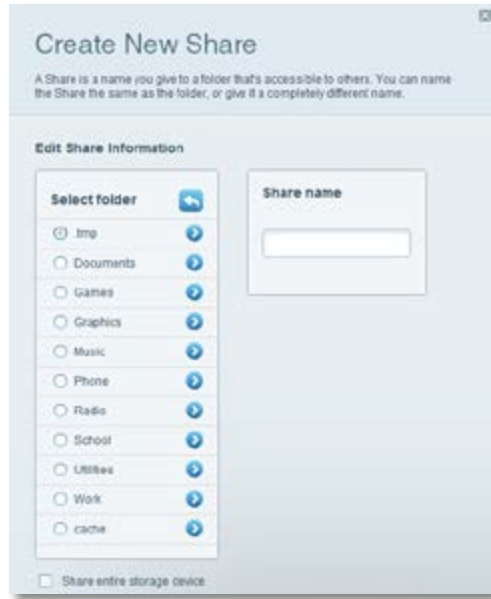 Create New Share
A Share is a name you give to a folder that's accessible to others. You can name
the Share the same as the folder, or give it a completely different name.
Edit Share Information
Select folder
.tmp
Documents
Games
Graphics
Music
Phone
Radio
School
Utilities
Work
cache
Share name
Share entire storage device